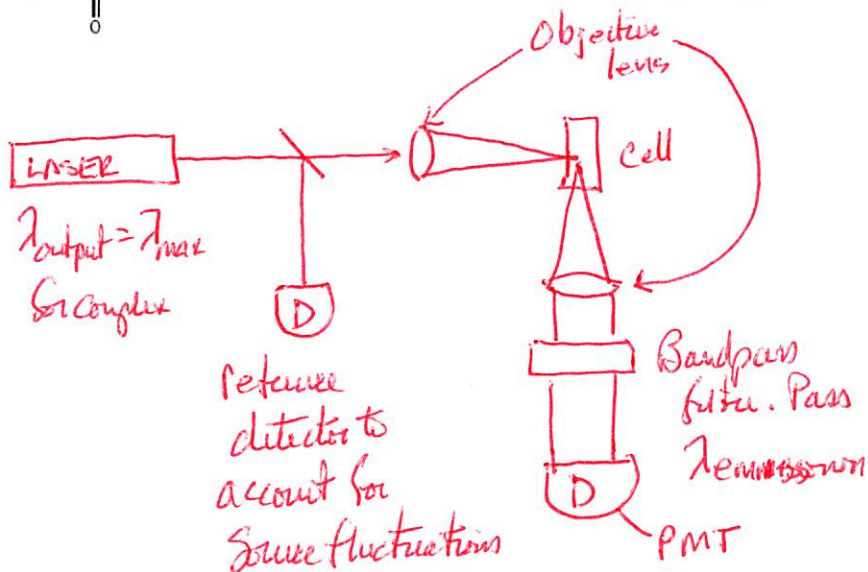 O
Objective
lens
LASER
Cell
λoutput = λmax
for complex
D
reference
detector to
account for
Source fluctuations
Bandpass
filter. Pass
λemission
D
PMT